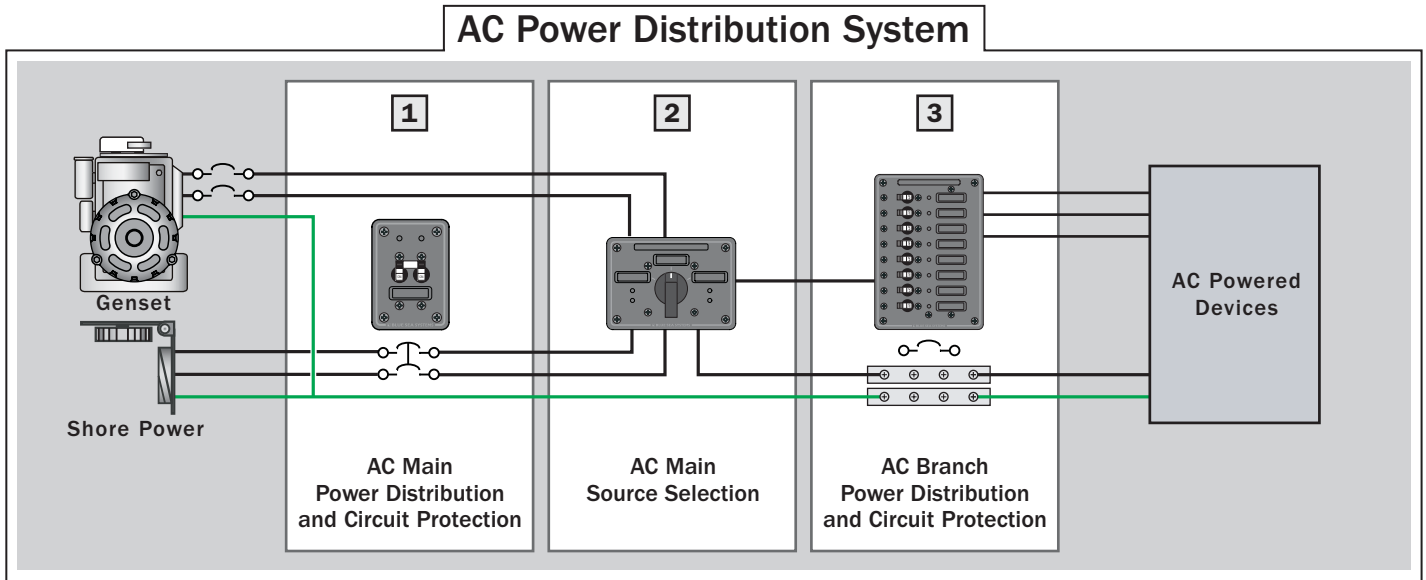 AC Power Distribution System
1
2
3
Genset
Shore Power
AC Main
Power Distribution
and Circuit Protection
AC Main
Source Selection
AC Branch
Power Distribution
and Circuit Protection
AC Powered
Devices